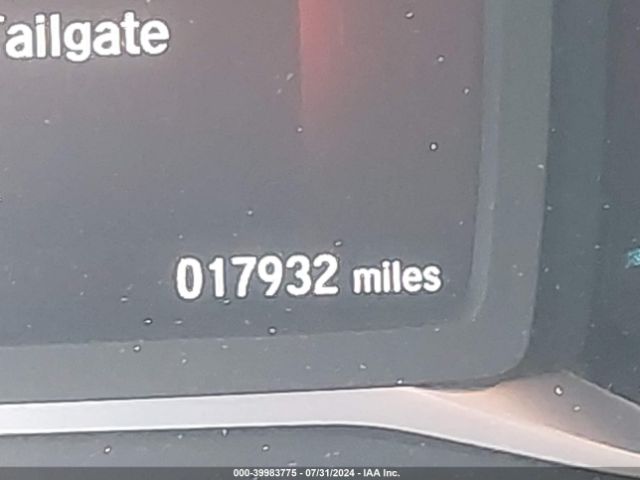 Tailgate
017932 miles
000-39983775 - 07/31/2024 - IAA Inc.